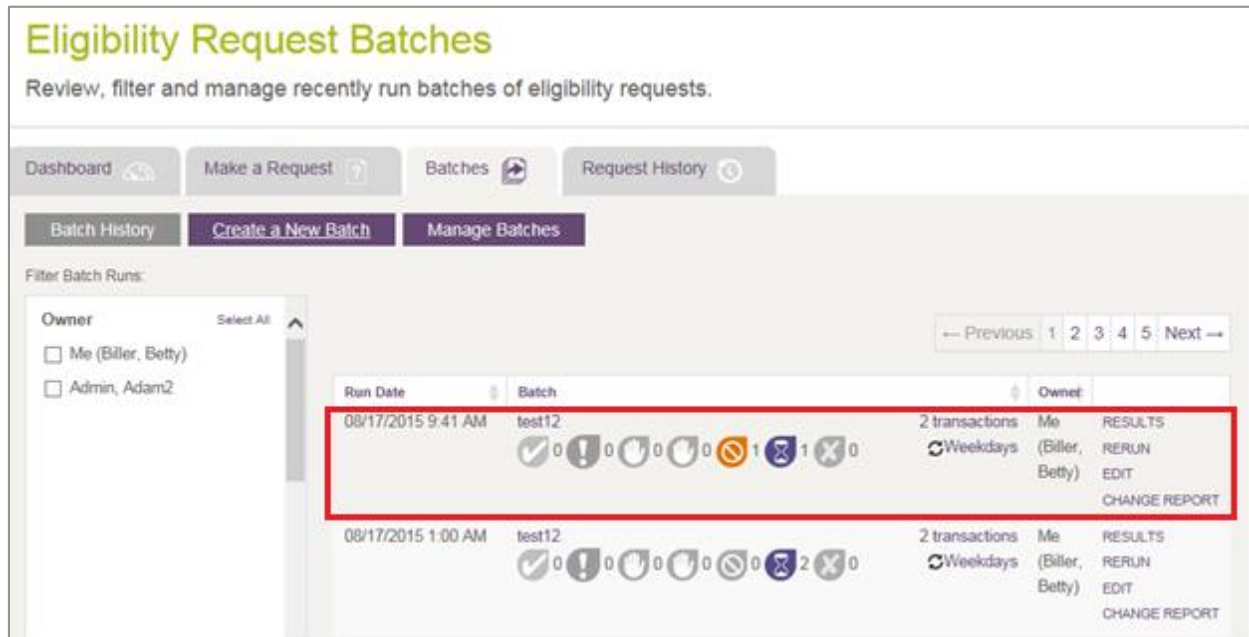 Eligibility Request Batches
Review, filter and manage recently run batches of eligibility requests.
Dashboard Make a Request ? Batches Request History
Batch History Create a New Batch Manage Batches
Filter Batch Runs:
Owner Select All
Me (Biller, Betty)
Admin, Adam2
← Previous 1 2 3 4 5 Next →
Run Date Batch Owner
08/17/2015 9:41 AM test12 2 transactions Me RESULTS
0 ! 0 0 0 1 1 0 Weekdays (Biller, RERUN
Betty) EDIT
CHANGE REPORT
08/17/2015 1:00 AM test12 2 transactions Me RESULTS
0 ! 0 0 0 0 2 0 Weekdays (Biller, RERUN
Betty) EDIT
CHANGE REPORT